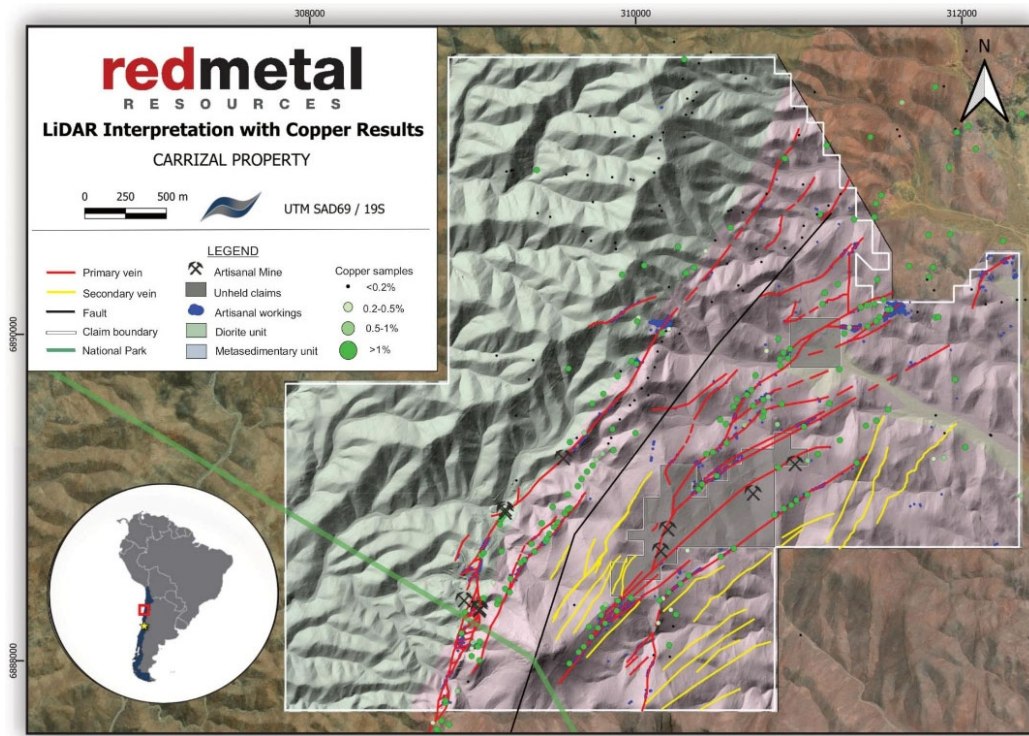 308000
310000
312000
redmetal
RESOURCES
LiDAR Interpretation with Copper Results
CARRIZAL PROPERTY
0 250 500 m
UTM SAD69 / 19S
N
LEGEND
Primary vein
Secondary vein
Fault
Claim boundary
National Park
Artisanal Mine
Unheld claims
Artisanal workings
Diorite unit
Metasedimentary unit
Copper samples
<0.2%
0.2-0.5%
0.5-1%
>1%
6890000
6888000